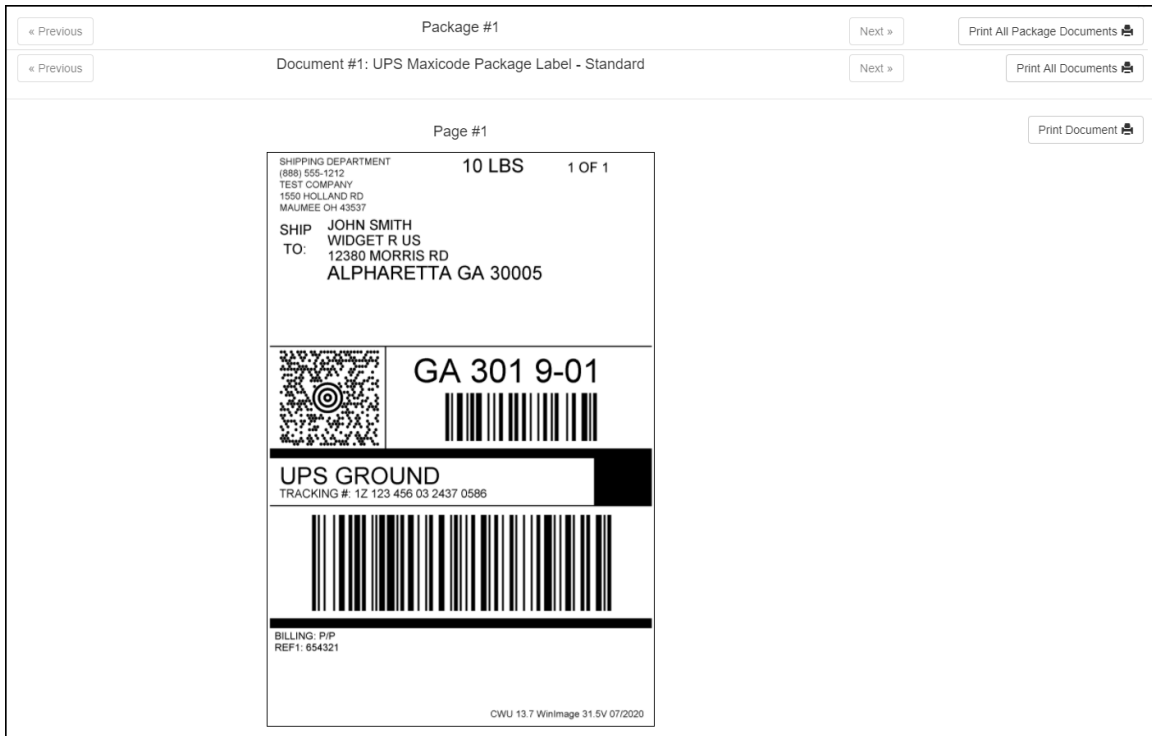 « Previous
Package #1
Next »
Print All Package Documents
« Previous
Document #1: UPS Maxicode Package Label - Standard
Next »
Print All Documents
Page #1
Print Document
SHIPPING DEPARTMENT
(888) 555-1212
TEST COMPANY
1550 HOLLAND RD
MAUMEE OH 43537
10 LBS
1 OF 1
SHIP TO:
JOHN SMITH
WIDGET R US
12380 MORRIS RD
ALPHARETTA GA 30005
GA 301 9-01
UPS GROUND
TRACKING #: 1Z 123 456 03 2437 0586
BILLING: P/P
REF1: 654321
CWU 13.7 WinImage 31.5V 07/2020